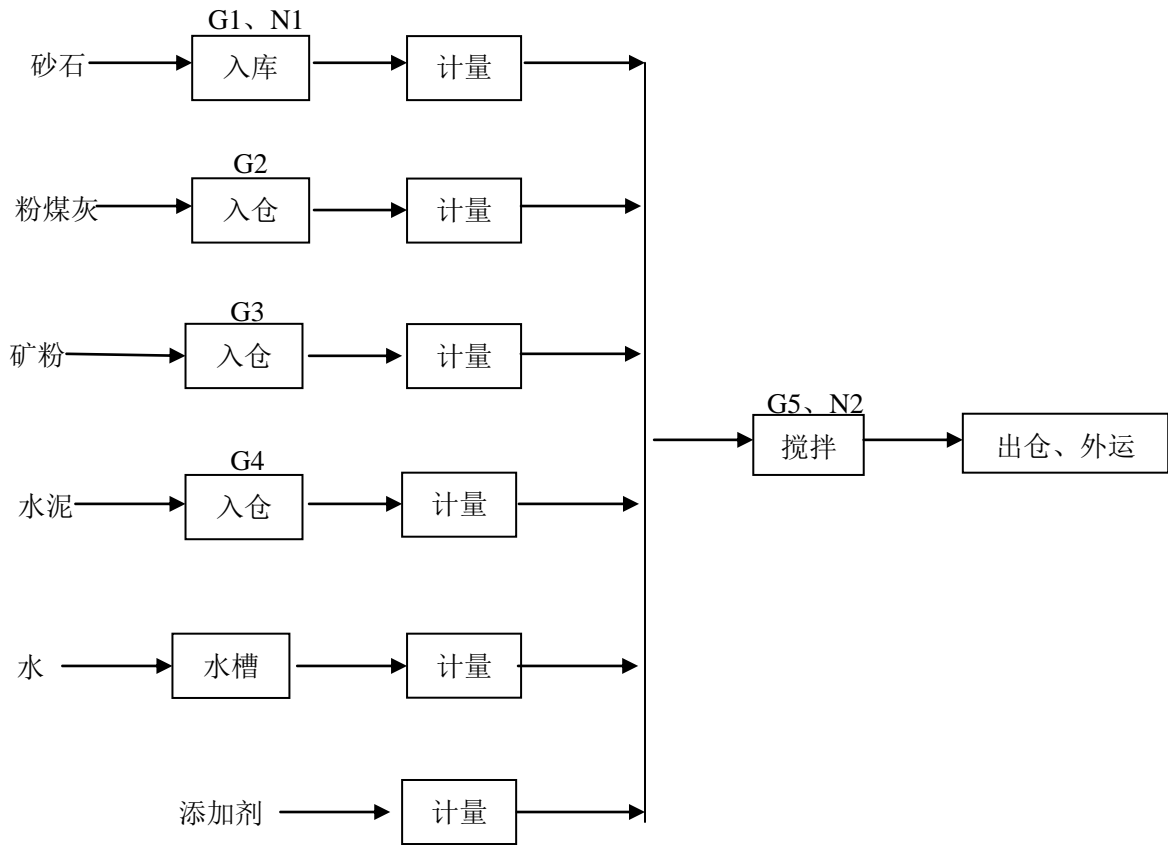 G1、N1
砂石
入库
计量
G2
粉煤灰
入仓
计量
G3
矿粉
入仓
计量
G5、N2
搅拌
出仓、外运
G4
水泥
入仓
计量
水
水槽
计量
添加剂
计量